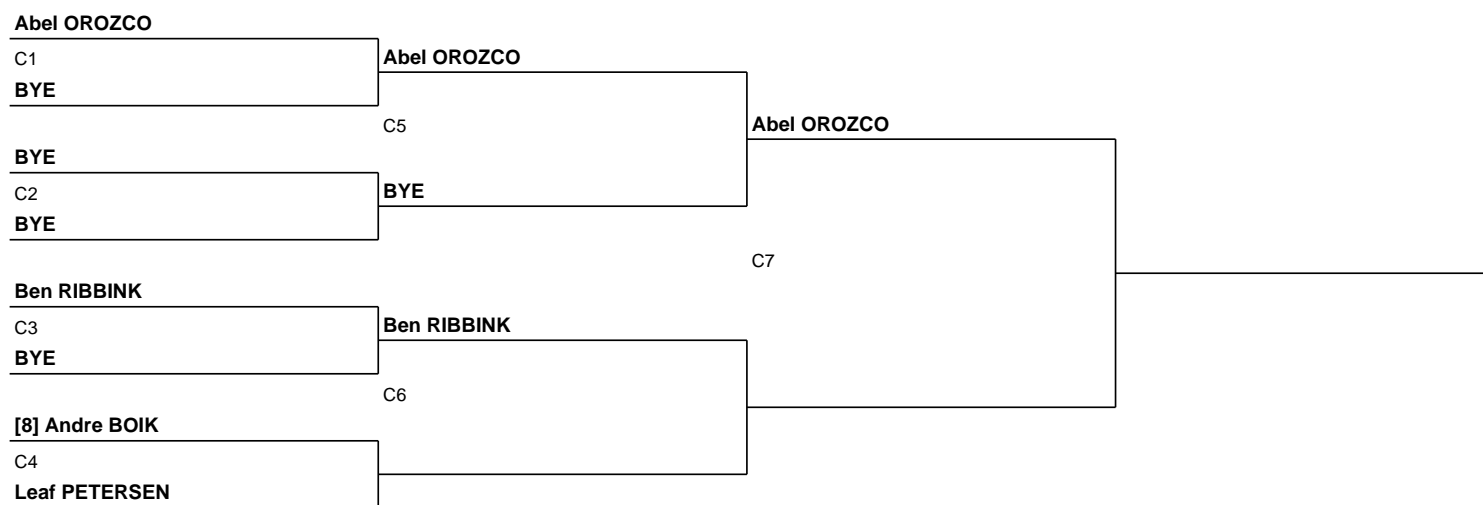 Abel OROZCO
C1
Abel OROZCO
BYE
C5
Abel OROZCO
BYE
C2
BYE
BYE
C7
Ben RIBBINK
C3
Ben RIBBINK
BYE
C6
[8] Andre BOIK
C4
Leaf PETERSEN